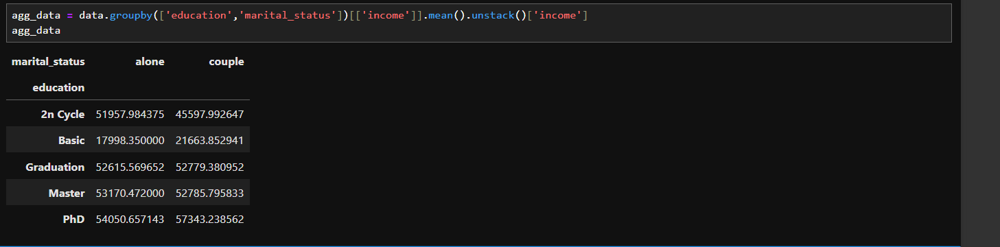 agg_data = data.groupby(['education','marital_status'])[['income']].mean().unstack()['income']
agg_data
marital_status alone couple
education
2n Cycle 51957.984375 45597.992647
Basic 17998.350000 21663.852941
Graduation 52615.569652 52779.380952
Master 53170.472000 52785.795833
PhD 54050.657143 57343.238562